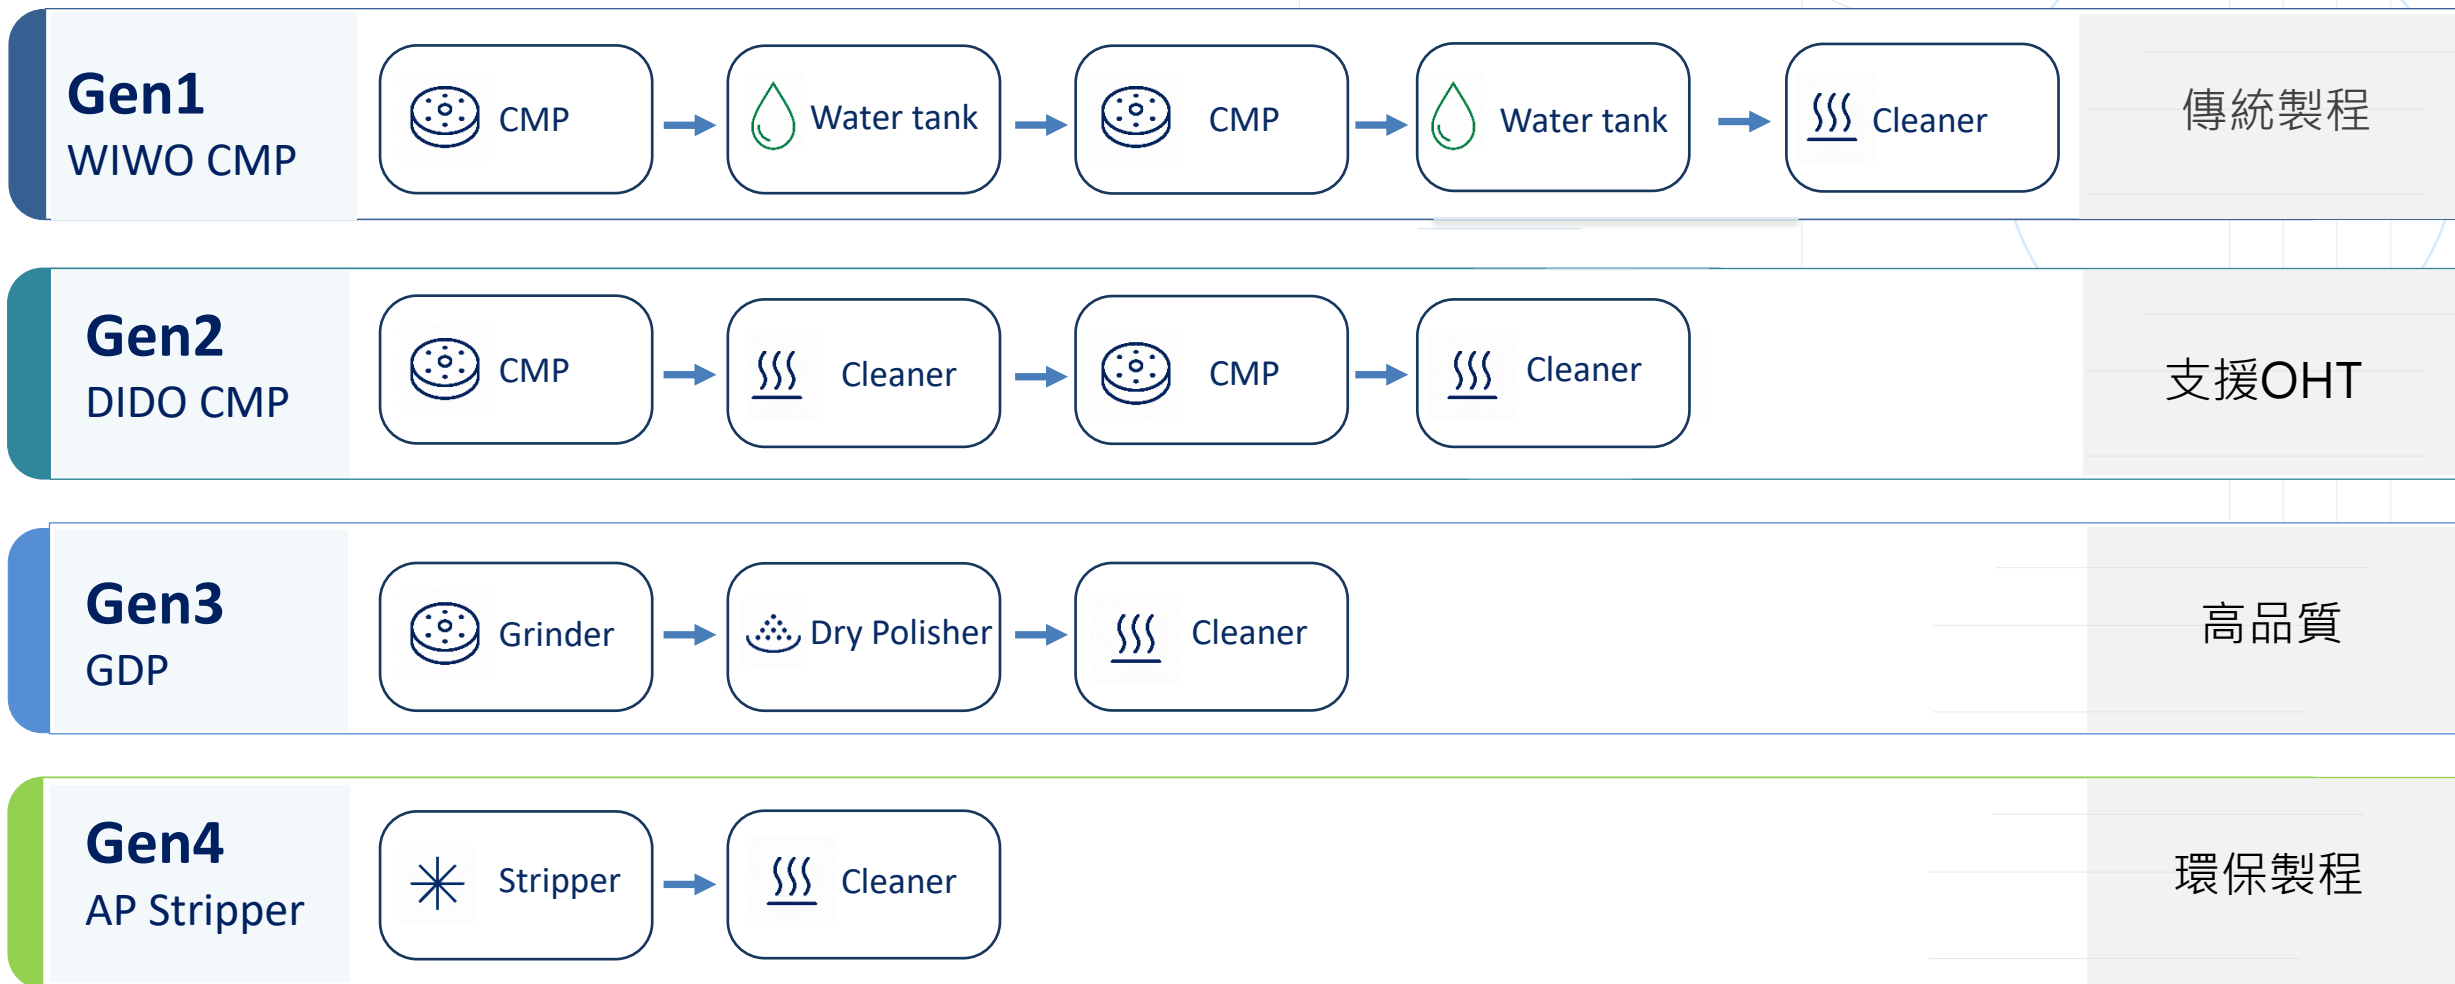 Gen1
WIWO CMP
CMP
Water tank
CMP
Water tank
Cleaner
傳統製程
Gen2
DIDO CMP
CMP
Cleaner
CMP
Cleaner
支援OHT
Gen3
GDP
Grinder
Dry Polisher
Cleaner
高品質
Gen4
AP Stripper
Stripper
Cleaner
環保製程